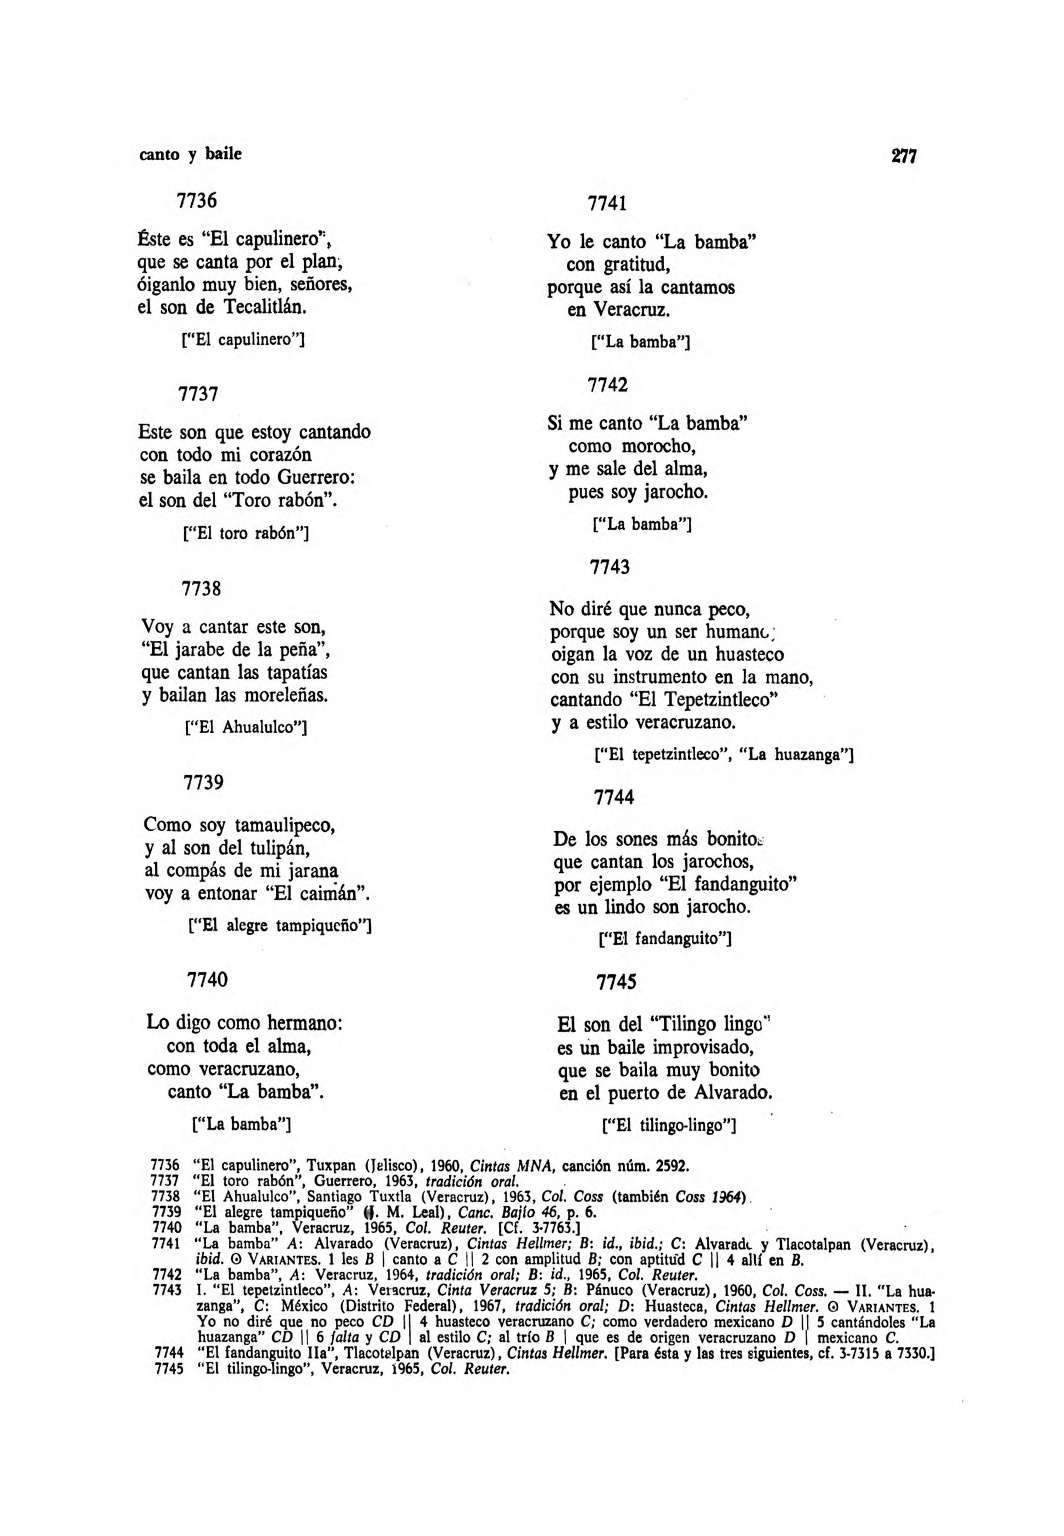 canto y baile 277
7736
Éste es “El capulinero”,
que se canta por el plan,
óiganlo muy bien, señores,
el son de Tecalitlán.
[“El capulinero”]
7737
Este son que estoy cantando
con todo mi corazón
se baila en todo Guerrero:
el son del “Toro rabón”.
[“El toro rabón”]
7738
Voy a cantar este son,
“El jarabe de la peña”,
que cantan las tapatías
y bailan las moreleñas.
[“El Ahualulco”]
7739
Como soy tamaulipeco,
y al son del tulipán,
al compás de mi jarana
voy a entonar “El caimán”.
[“El alegre tampiqueño”]
7740
Lo digo como hermano:
con toda el alma,
como veracruzano,
canto “La bamba”.
[“La bamba”]
7741
Yo le canto “La bamba”
con gratitud,
porque así la cantamos
en Veracruz.
[“La bamba”]
7742
Si me canto “La bamba”
como morocho,
y me sale del alma,
pues soy jarocho.
[“La bamba”]
7743
No diré que nunca peco,
porque soy un ser humano;
oigan la voz de un huasteco
con su instrumento en la mano,
cantando “El Tepetzintleco”
y a estilo veracruzano.
[“El tepetzintleco”, “La huazanga”]
7744
De los sones más bonitos
que cantan los jarochos,
por ejemplo “El fandanguito”
es un lindo son jarocho.
[“El fandanguito”]
7745
El son del “Tilingo lingo”
es un baile improvisado,
que se baila muy bonito
en el puerto de Alvarado.
[“El tilingo-lingo”]
7736 “El capulinero”, Tuxpan (Jalisco), 1960, Cintas MNA, canción núm. 2592.
7737 “El toro rabón”, Guerrero, 1963, tradición oral.
7738 “El Ahualulco”, Santiago Tuxtla (Veracruz), 1963, Col. Coss (también Coss 1964).
7739 “El alegre tampiqueño” (J. M. Leal), Canc. Bajío 46, p. 6.
7740 “La bamba”, Veracruz, 1965, Col. Reuter. [Cf. 3-7763.]
7741 “La bamba” A: Alvarado (Veracruz), Cintas Hellmer; B: id., ibid.; C: Alvarado y Tlacotalpan (Veracruz),
ibid. ⊙ VARIANTES. 1 les B | canto a C || 2 con amplitud B; con aptitud C || 4 allí en B.
7742 “La bamba”, A: Veracruz, 1964, tradición oral; B: id., 1965, Col. Reuter.
7743 I. “El tepetzintleco”, A: Veracruz, Cinta Veracruz 5; B: Pánuco (Veracruz), 1960, Col. Coss. — II. “La hua-
zanga”, C: México (Distrito Federal), 1967, tradición oral; D: Huasteca, Cintas Hellmer. ⊙ VARIANTES. 1
Yo no diré que no peco CD || 4 huasteco veracruzano C; como verdadero mexicano D || 5 cantándoles “La
huazanga” CD || 6 falta y CD | al estilo C; al trío B | que es de origen veracruzano D | mexicano C.
7744 “El fandanguito IIa”, Tlacotalpan (Veracruz), Cintas Hellmer. [Para ésta y las tres siguientes, cf. 3-7315 a 7330.]
7745 “El tilingo-lingo”, Veracruz, 1965, Col. Reuter.